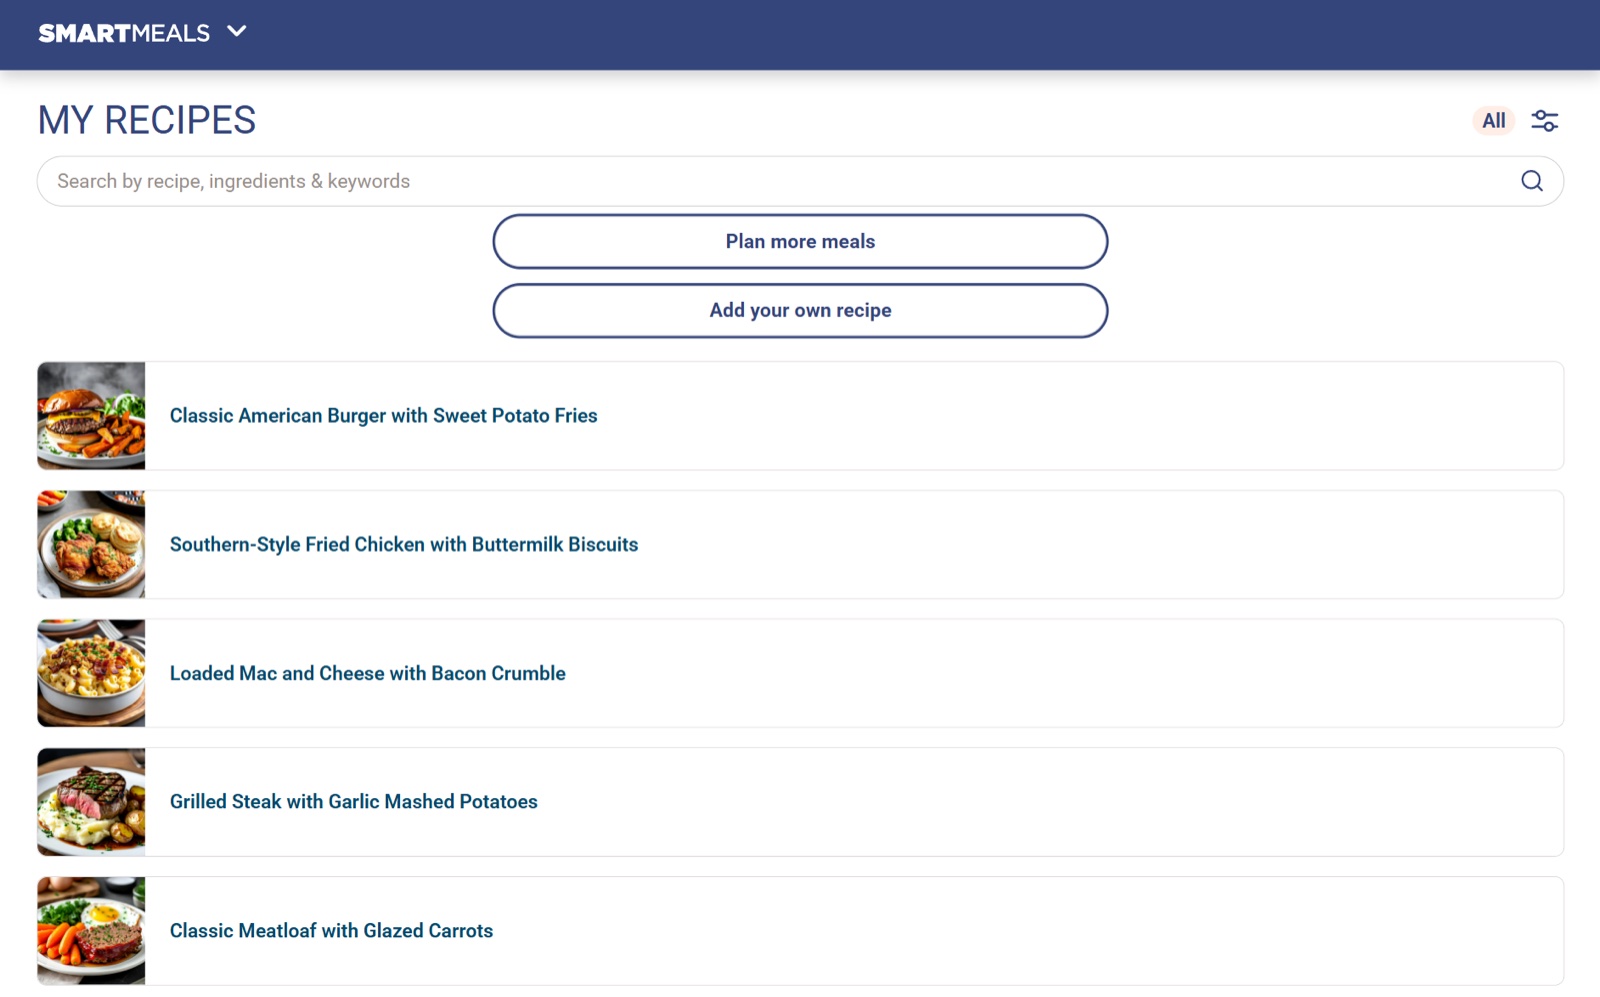 SMARTMEALS
MY RECIPES
All
Search by recipe, ingredients & keywords
Plan more meals
Add your own recipe
Classic American Burger with Sweet Potato Fries
Southern-Style Fried Chicken with Buttermilk Biscuits
Loaded Mac and Cheese with Bacon Crumble
Grilled Steak with Garlic Mashed Potatoes
Classic Meatloaf with Glazed Carrots